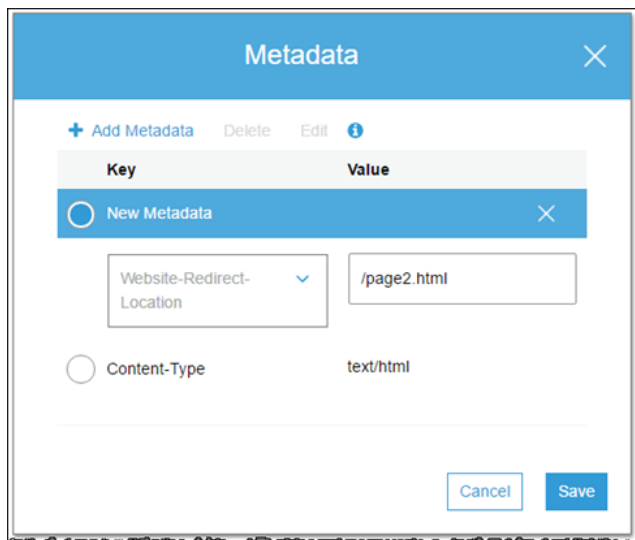 Metadata
Add Metadata Delete Edit
Key Value
New Metadata
Website-Redirect-
Location
/page2.html
Content-Type text/html
Cancel Save